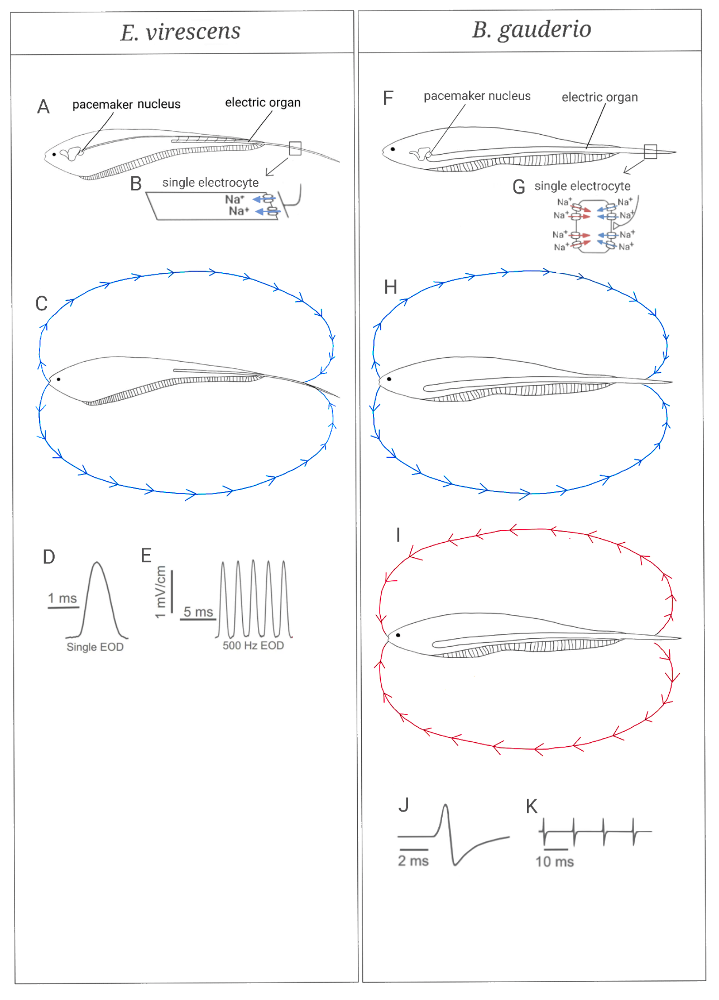 E. virescens
A
pacemaker nucleus
electric organ
B
single electrocyte
Na⁺
Na⁺
C
D
1 ms
Single EOD
E
1 mV/cm
5 ms
500 Hz EOD
B. gauderio
F
pacemaker nucleus
electric organ
G
single electrocyte
Na⁺ Na⁺
Na⁺ Na⁺
Na⁺ Na⁺
Na⁺ Na⁺
H
I
J
2 ms
K
10 ms